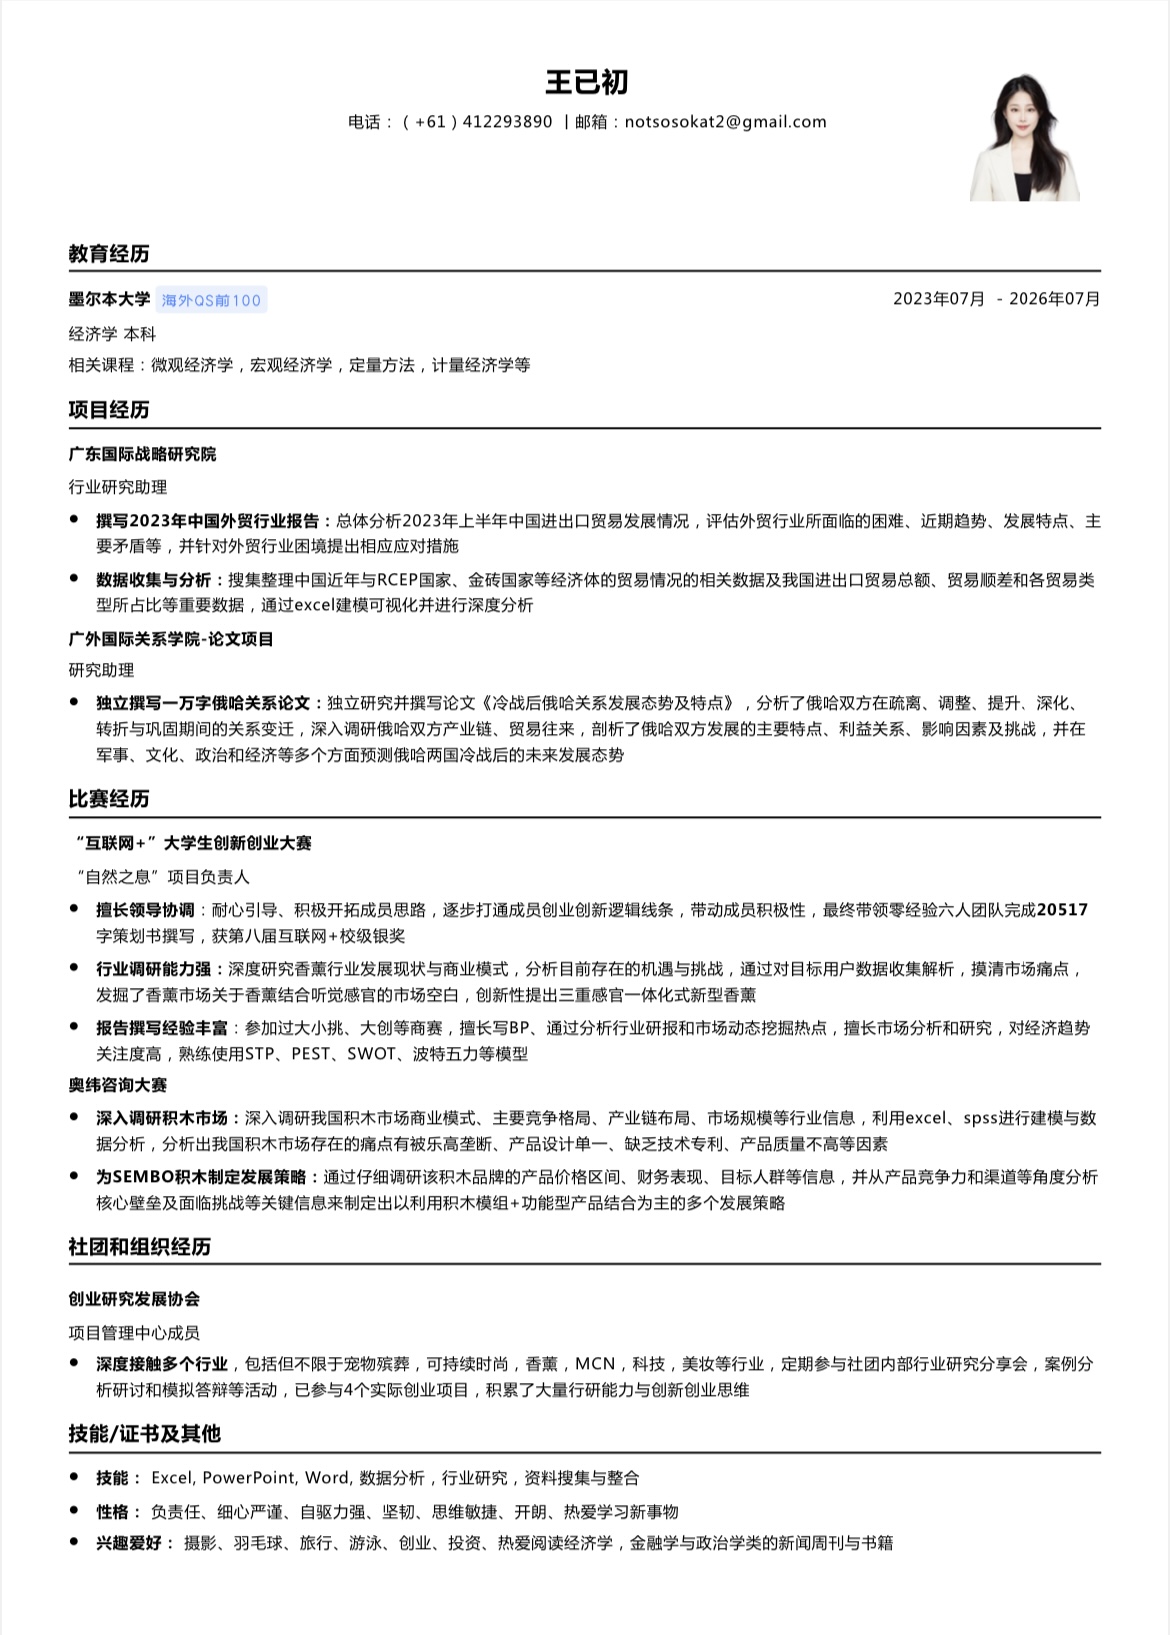 王已初
电话：（+61）412293890 | 邮箱：notsosokat2@gmail.com
教育经历
墨尔本大学 海外QS前100 2023年07月 - 2026年07月
经济学 本科
相关课程：微观经济学，宏观经济学，定量方法，计量经济学等
项目经历
广东国际战略研究院
行业研究助理
● 撰写2023年中国外贸行业报告：总体分析2023年上半年中国进出口贸易发展情况，评估外贸行业所面临的困难、近期趋势、发展特点、主
要矛盾等，并针对外贸行业困境提出相应应对措施
● 数据收集与分析：搜集整理中国近年与RCEP国家、金砖国家等经济体的贸易情况的相关数据及我国进出口贸易总额、贸易顺差和各贸易类
型所占比等重要数据，通过excel建模可视化并进行深度分析
广外国际关系学院-论文项目
研究助理
● 独立撰写一万字俄哈关系论文：独立研究并撰写论文《冷战后俄哈关系发展态势及特点》，分析了俄哈双方在疏离、调整、提升、深化、
转折与巩固期间的关系变迁，深入调研俄哈双方产业链、贸易往来，剖析了俄哈双方发展的主要特点、利益关系、影响因素及挑战，并在
军事、文化、政治和经济等多个方面预测俄哈两国冷战后的未来发展态势
比赛经历
“互联网+”大学生创新创业大赛
“自然之息”项目负责人
● 擅长领导协调：耐心引导、积极开拓成员思路，逐步打通成员创业创新逻辑线条，带动成员积极性，最终带领零经验六人团队完成20517
字策划书撰写，获第八届互联网+校级银奖
● 行业调研能力强：深度研究香薰行业发展现状与商业模式，分析目前存在的机遇与挑战，通过对目标用户数据收集解析，摸清市场痛点，
发掘了香薰市场关于香薰结合听觉感官的市场空白，创新性提出三重感官一体化式新型香薰
● 报告撰写经验丰富：参加过大小挑、大创等商赛，擅长写BP、通过分析行业研报和市场动态挖掘热点，擅长市场分析和研究，对经济趋势
关注度高，熟练使用STP、PEST、SWOT、波特五力等模型
奥纬咨询大赛
● 深入调研积木市场：深入调研我国积木市场商业模式、主要竞争格局、产业链布局、市场规模等行业信息，利用excel、spss进行建模与数
据分析，分析出我国积木市场存在的痛点有被乐高垄断、产品设计单一、缺乏技术专利、产品质量不高等因素
● 为SEMBO积木制定发展策略：通过仔细调研该积木品牌的产品价格区间、财务表现、目标人群等信息，并从产品竞争力和渠道等角度分析
核心壁垒及面临挑战等关键信息来制定出以利用积木模组+功能型产品结合为主的多个发展策略
社团和组织经历
创业研究发展协会
项目管理中心成员
● 深度接触多个行业，包括但不限于宠物殡葬，可持续时尚，香薰，MCN，科技，美妆等行业，定期参与社团内部行业研究分享会，案例分
析研讨和模拟答辩等活动，已参与4个实际创业项目，积累了大量行研能力与创新创业思维
技能/证书及其他
● 技能： Excel, PowerPoint, Word, 数据分析，行业研究，资料搜集与整合
● 性格： 负责任、细心严谨、自驱力强、坚韧、思维敏捷、开朗、热爱学习新事物
● 兴趣爱好： 摄影、羽毛球、旅行、游泳、创业、投资、热爱阅读经济学，金融学与政治学类的新闻周刊与书籍